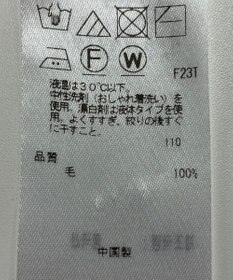 F
W
F23T
液温は30℃以下。
中性洗剤(おしゃれ着洗い)を
使用。漂白剤は液体タイプを使
用。よくすすぎ、絞りの後すぐ
に干すこと。
110
品質
毛 100%
中国製